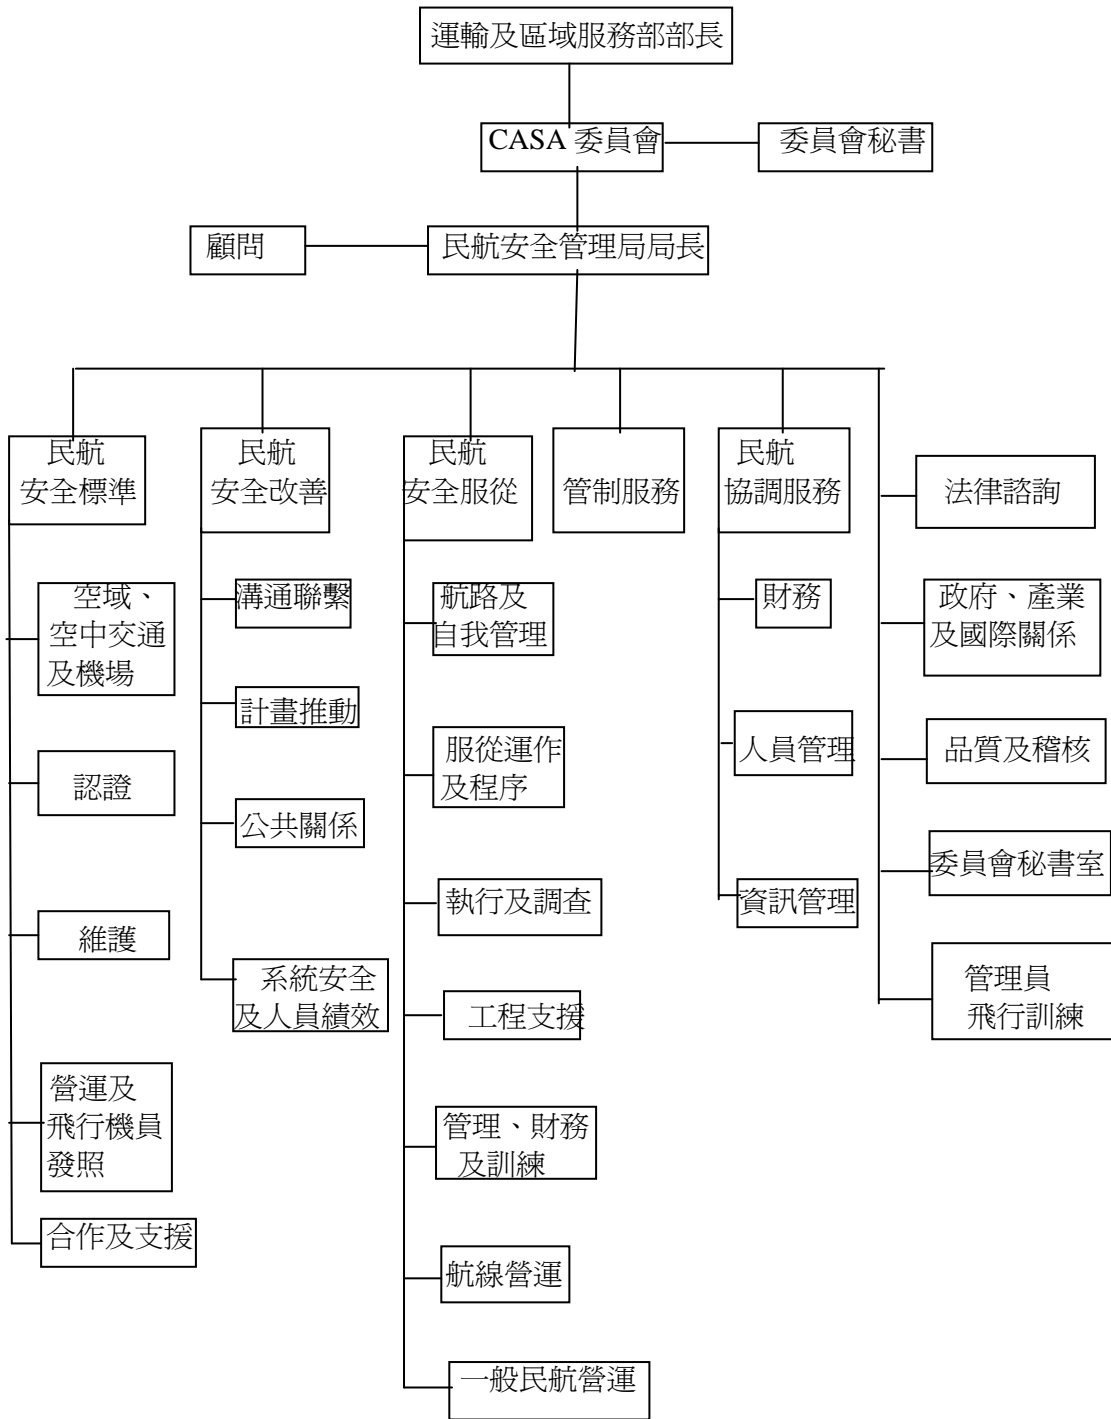 運輸及區域服務部部長
CASA 委員會
委員會秘書
顧問
民航安全管理局局長
民航
安全標準
民航
安全改善
民航
安全服從
管制服務
民航
協調服務
法律諮詢
空域、
空中交通
及機場
認證
維護
營運及
飛行機員
發照
合作及支援
溝通聯繫
計畫推動
公共關係
系統安全
及人員績效
航路及
自我管理
服從運作
及程序
執行及調查
工程支援
管理、財務
及訓練
航線營運
一般民航營運
財務
人員管理
資訊管理
政府、產業
及國際關係
品質及稽核
委員會秘書室
管理員
飛行訓練